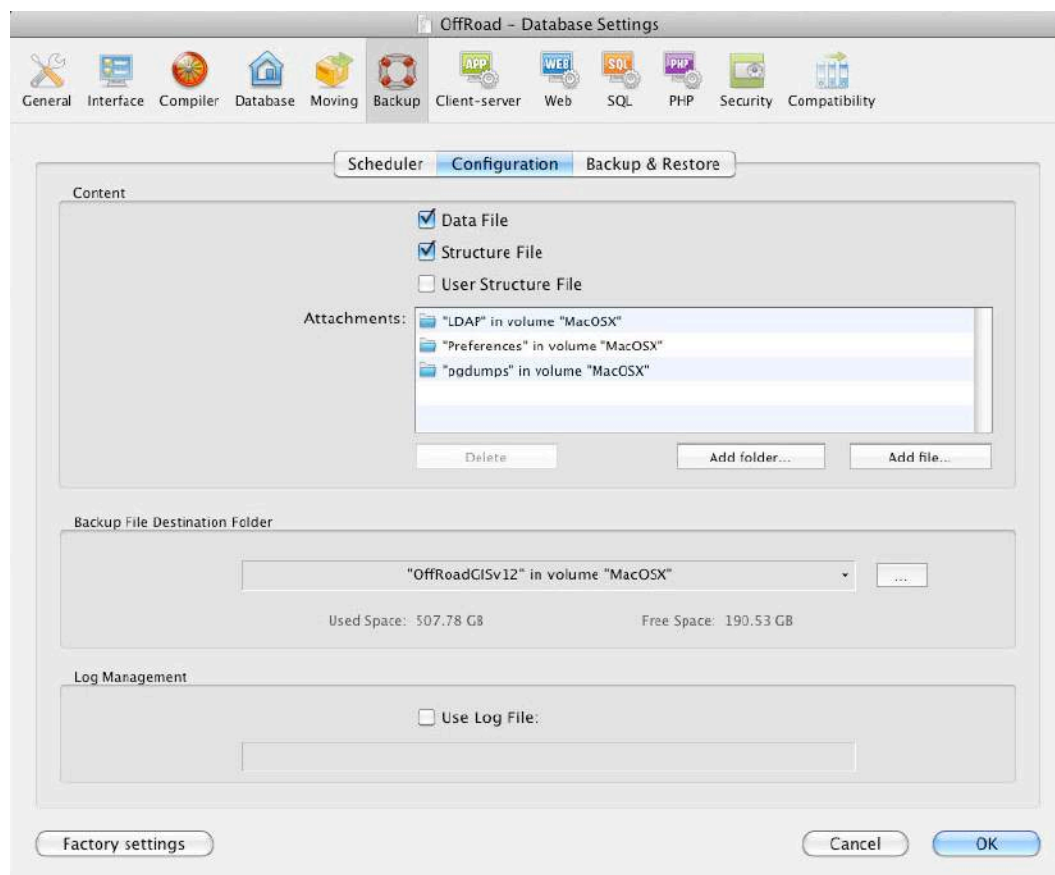 OffRoad – Database Settings
General Interface Compiler Database Moving Backup Client-server Web SQL PHP Security Compatibility
APP WEB SQL PHP
Scheduler Configuration Backup & Restore
Content
Data File
Structure File
User Structure File
Attachments:
"LDAP" in volume "MacOSX"
"Preferences" in volume "MacOSX"
"pgdumps" in volume "MacOSX"
Delete Add folder... Add file...
Backup File Destination Folder
"OffRoadGISv12" in volume "MacOSX" ...
Used Space: 507.78 GB Free Space: 190.53 GB
Log Management
Use Log File:
Factory settings Cancel OK